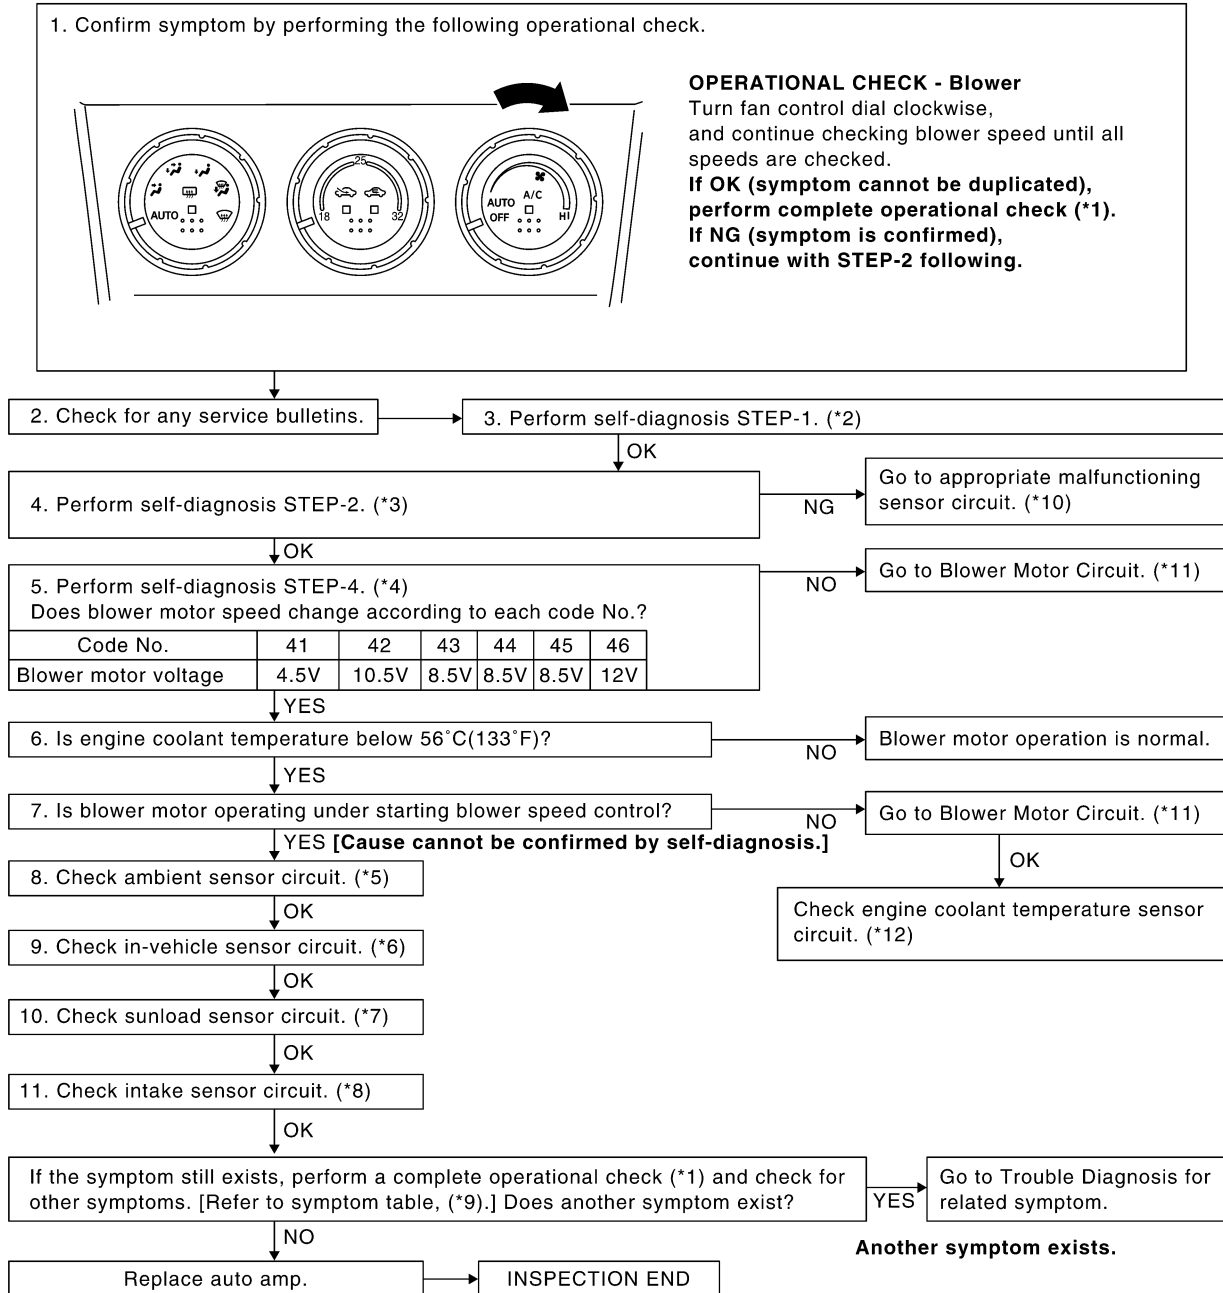 1. Confirm symptom by performing the following operational check.
OPERATIONAL CHECK - Blower
Turn fan control dial clockwise,
and continue checking blower speed until all
speeds are checked.
If OK (symptom cannot be duplicated),
perform complete operational check (*1).
If NG (symptom is confirmed),
continue with STEP-2 following.
AUTO
25
18
32
A/C
AUTO
OFF
HI
2. Check for any service bulletins.
3. Perform self-diagnosis STEP-1. (*2)
OK
4. Perform self-diagnosis STEP-2. (*3)
NG
Go to appropriate malfunctioning
sensor circuit. (*10)
OK
5. Perform self-diagnosis STEP-4. (*4)
Does blower motor speed change according to each code No.?
NO
Go to Blower Motor Circuit. (*11)
Code No. 41 42 43 44 45 46
Blower motor voltage 4.5V 10.5V 8.5V 8.5V 8.5V 12V
YES
6. Is engine coolant temperature below 56˚C(133˚F)?
NO
Blower motor operation is normal.
YES
7. Is blower motor operating under starting blower speed control?
NO
Go to Blower Motor Circuit. (*11)
YES [Cause cannot be confirmed by self-diagnosis.]
OK
Check engine coolant temperature sensor
circuit. (*12)
8. Check ambient sensor circuit. (*5)
OK
9. Check in-vehicle sensor circuit. (*6)
OK
10. Check sunload sensor circuit. (*7)
OK
11. Check intake sensor circuit. (*8)
OK
If the symptom still exists, perform a complete operational check (*1) and check for
other symptoms. [Refer to symptom table, (*9).] Does another symptom exist?
YES
Go to Trouble Diagnosis for
related symptom.
Another symptom exists.
NO
Replace auto amp.
INSPECTION END